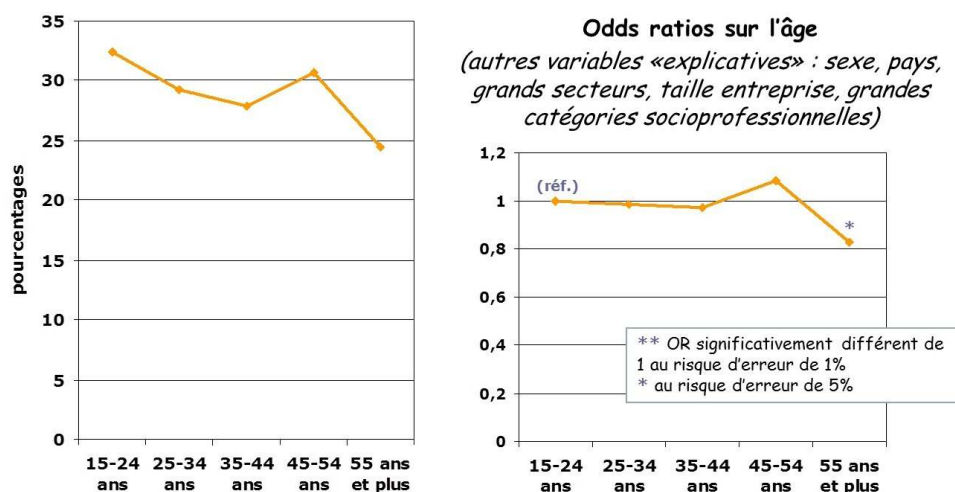 35
30
25
20
15
10
5
0
pourcentages
15-24 ans
25-34 ans
35-44 ans
45-54 ans
55 ans et plus
Odds ratios sur l’âge
(autres variables «explicatives» : sexe, pays,
grands secteurs, taille entreprise, grandes
catégories socioprofessionnelles)
1,2
1
0,8
0,6
0,4
0,2
0
(réf.)
*
** OR significativement différent de
1 au risque d’erreur de 1%
* au risque d’erreur de 5%
15-24 ans
25-34 ans
35-44 ans
45-54 ans
55 ans et plus